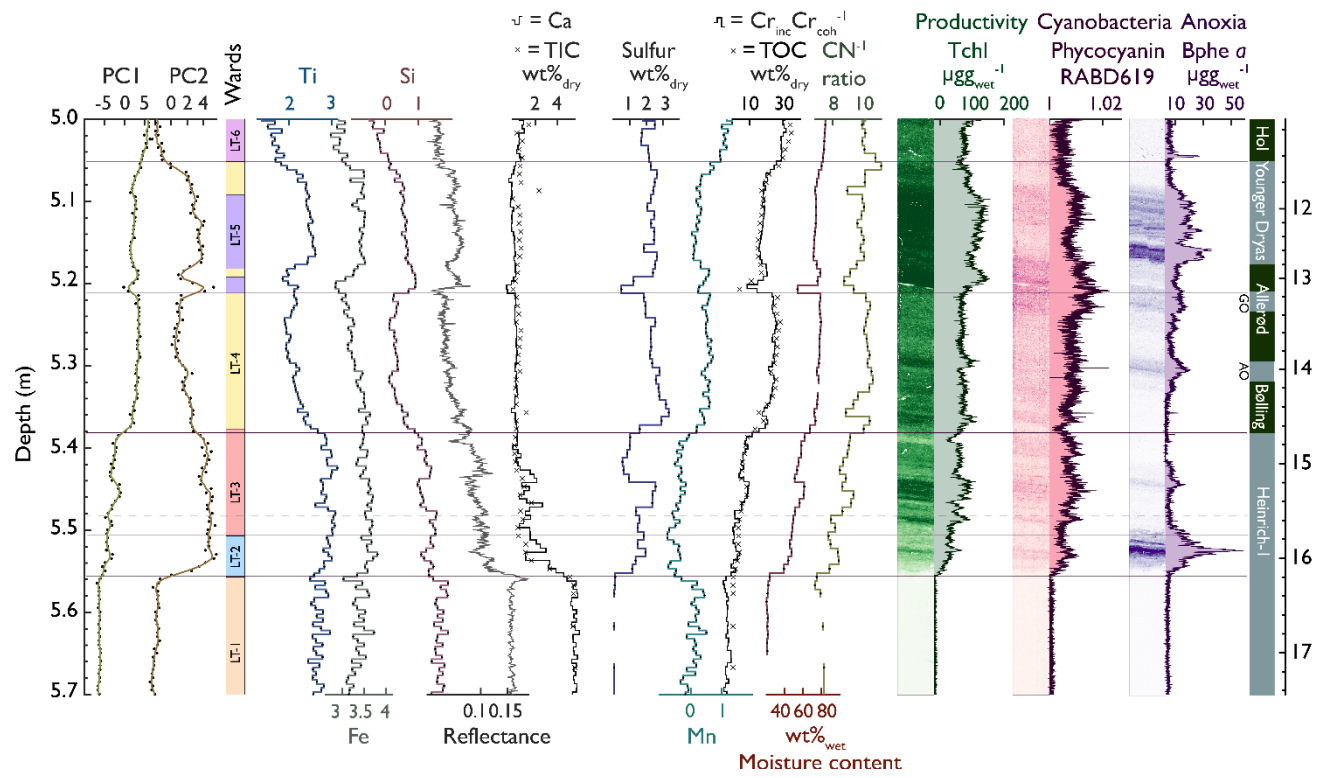 ⎍ = Ca
⎍ = Cr_inc Cr_coh^-1
Productivity Cyanobacteria Anoxia
× = TIC Sulfur × = TOC CN^-1 Tchl Phycocyanin Bphe a
PC1 PC2 Wards Ti Si wt%_dry wt%_dry wt%_dry ratio µgg_wet^-1 RABD619 µgg_wet^-1
-5 0 5 0 2 4 2 3 0 1 2 4 1 2 3 10 30 8 10 0 100 200 1 1.02 10 30 50
5.0
5.1
5.2
5.3
5.4
5.5
5.6
5.7
Depth (m)
LT-6
LT-5
LT-4
LT-3
LT-2
LT-1
Hol
Younger Dryas
Allerød
GO
AO
Bølling
Heinrich-1
12
13
14
15
16
17
3 3.5 4 0.1 0.15 0 1 40 60 80
Fe Reflectance Mn wt%_wet
Moisture content